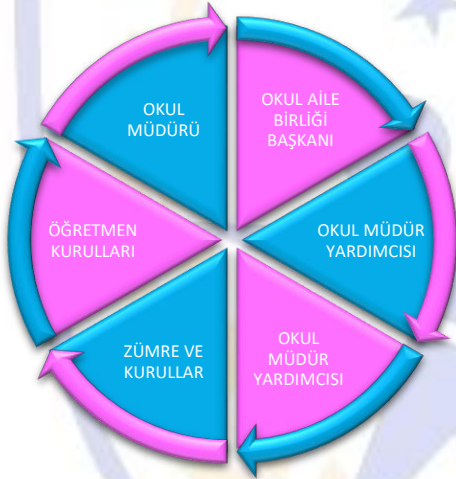 OKUL
MÜDÜRÜ
OKUL AİLE
BİRLİĞİ
BAŞKANI
OKUL MÜDÜR
YARDIMCISI
OKUL
MÜDÜR
YARDIMCISI
ZÜMRE VE
KURULLAR
ÖĞRETMEN
KURULLARI